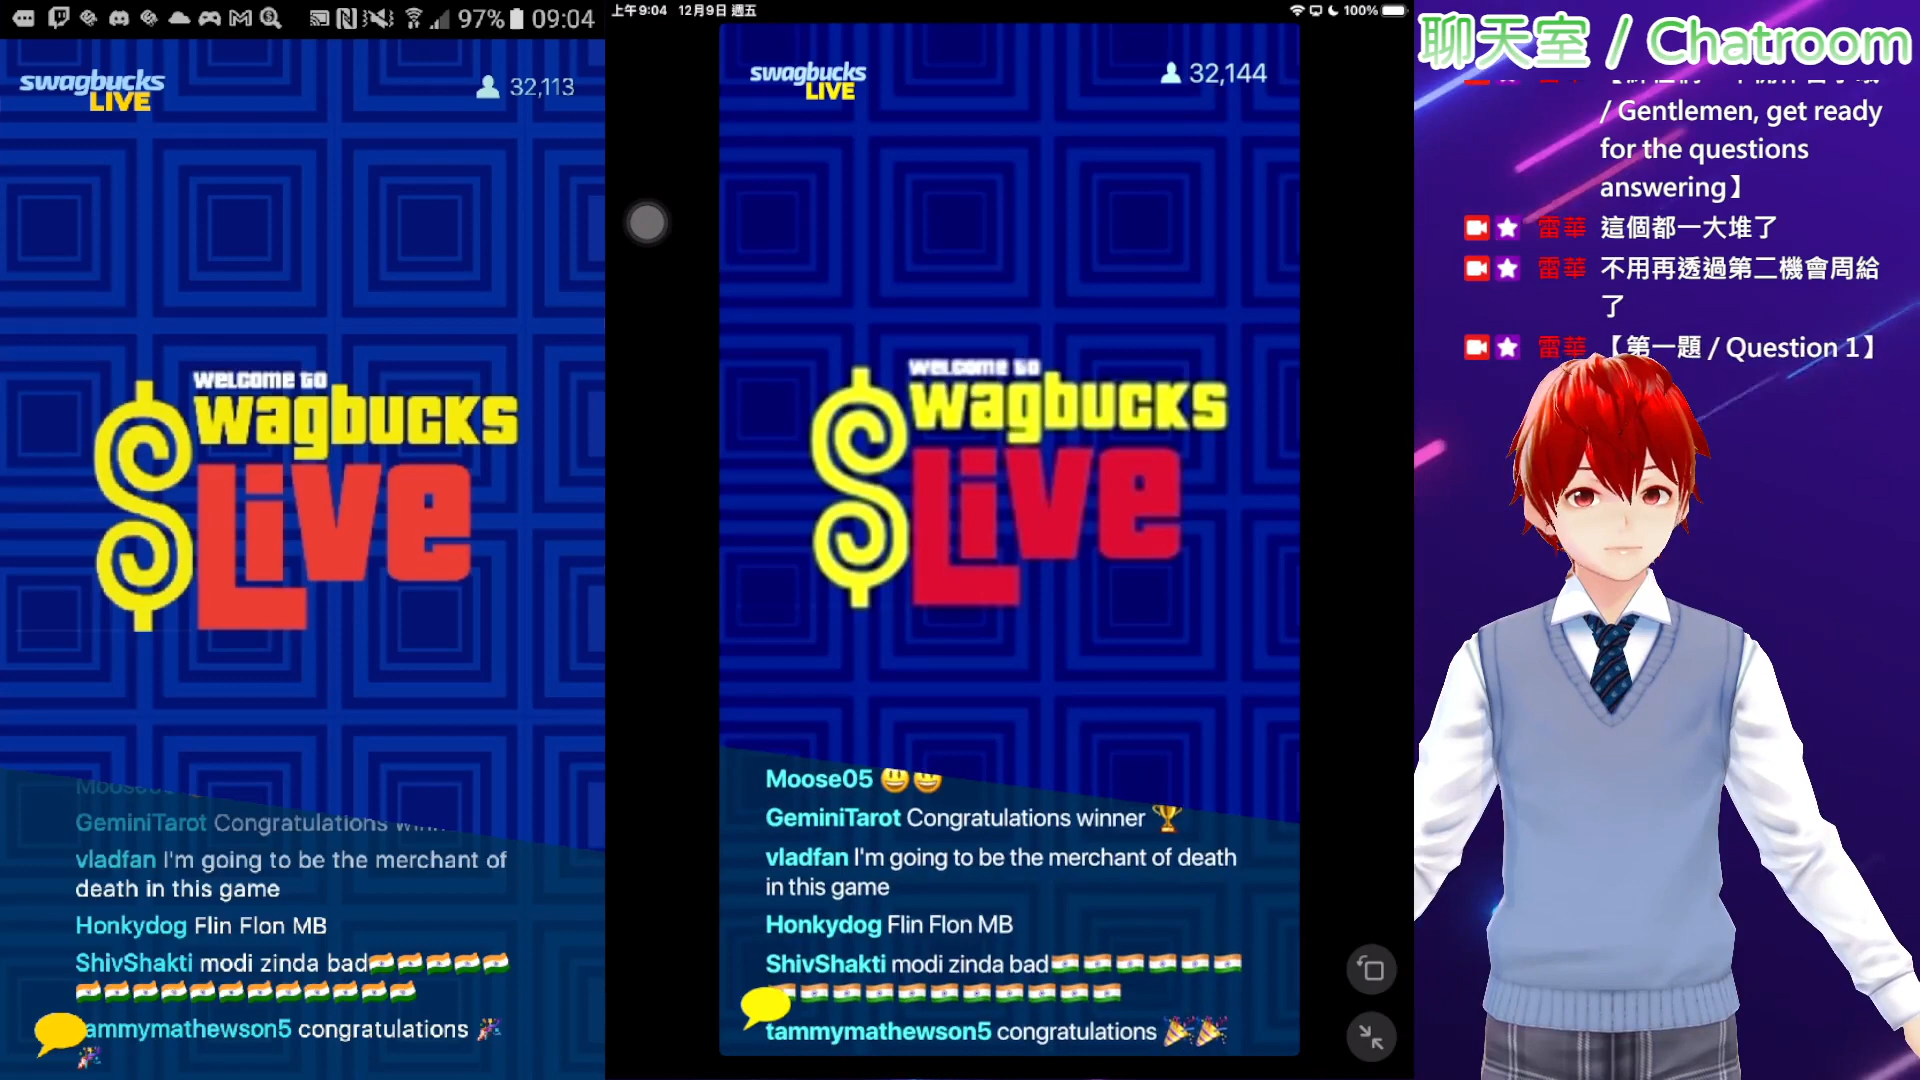 97% 09:04
swagbucks
LIVE
32,113
WELCOME TO
wagbucks
Live
GeminiTarot Congratulations
vladfan I'm going to be the merchant of
death in this game
Honkydog Flin Flon MB
ShivShakti modi zinda bad
ammymathewson5 congratulations
上午9:04 12月9日 週五
100%
swagbucks
LIVE
32,144
WELCOME TO
wagbucks
Live
Moose05
GeminiTarot Congratulations winner
vladfan I'm going to be the merchant of death
in this game
Honkydog Flin Flon MB
ShivShakti modi zinda bad
tammymathewson5 congratulations
聊天室 / Chatroom
/ Gentlemen, get ready
for the questions
answering】
雷華 這個都一大堆了
雷華 不用再透過第二機會周給
了
雷華 【第一題 / Question 1】